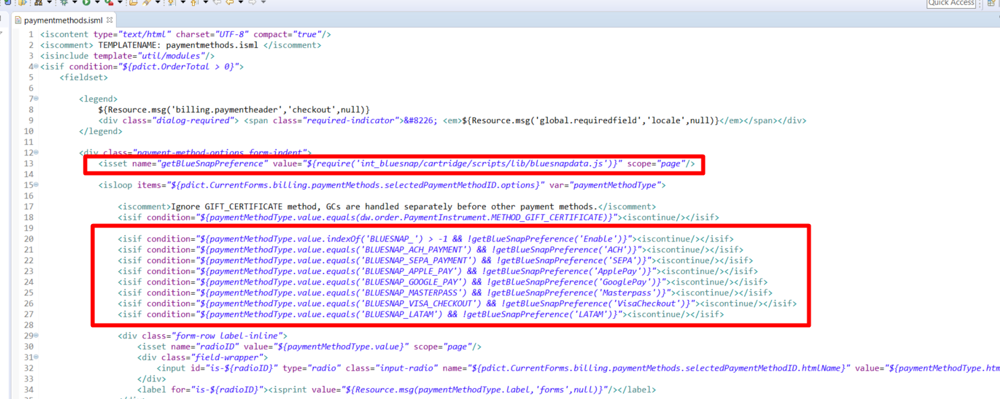 Quick Access
paymentmethods.isml
1 <iscontent type="text/html" charset="UTF-8" compact="true"/>
2 <iscomment> TEMPLATENAME: paymentmethods.isml </iscomment>
3 <isinclude template="util/modules"/>
4 <isif condition="${pdict.OrderTotal > 0}">
5 <fieldset>
6
7 <legend>
8 ${Resource.msg('billing.paymentheader','checkout',null)}
9 <div class="dialog-required"> <span class="required-indicator">&#8226; <em>${Resource.msg('global.requiredfield','locale',null)}</em></span></div>
10 </legend>
11
12 <div class="payment-method-options form-indent">
13 <isset name="getBlueSnapPreference" value="${require('int_bluesnap/cartridge/scripts/lib/bluesnapdata.js')}" scope="page"/>
14
15 <isloop items="${pdict.CurrentForms.billing.paymentMethods.selectedPaymentMethodID.options}" var="paymentMethodType">
16
17 <iscomment>Ignore GIFT_CERTIFICATE method, GCs are handled separately before other payment methods.</iscomment>
18 <isif condition="${paymentMethodType.value.equals(dw.order.PaymentInstrument.METHOD_GIFT_CERTIFICATE)}"><iscontinue/></isif>
19
20 <isif condition="${paymentMethodType.value.indexOf('BLUESNAP_') > -1 && !getBlueSnapPreference('Enable')}"><iscontinue/></isif>
21 <isif condition="${paymentMethodType.value.equals('BLUESNAP_ACH_PAYMENT') && !getBlueSnapPreference('ACH')}"><iscontinue/></isif>
22 <isif condition="${paymentMethodType.value.equals('BLUESNAP_SEPA_PAYMENT') && !getBlueSnapPreference('SEPA')}"><iscontinue/></isif>
23 <isif condition="${paymentMethodType.value.equals('BLUESNAP_APPLE_PAY') && !getBlueSnapPreference('ApplePay')}"><iscontinue/></isif>
24 <isif condition="${paymentMethodType.value.equals('BLUESNAP_GOOGLE_PAY') && !getBlueSnapPreference('GooglePay')}"><iscontinue/></isif>
25 <isif condition="${paymentMethodType.value.equals('BLUESNAP_MASTERPASS') && !getBlueSnapPreference('Masterpass')}"><iscontinue/></isif>
26 <isif condition="${paymentMethodType.value.equals('BLUESNAP_VISA_CHECKOUT') && !getBlueSnapPreference('VisaCheckout')}"><iscontinue/></isif>
27 <isif condition="${paymentMethodType.value.equals('BLUESNAP_LATAM') && !getBlueSnapPreference('LATAM')}"><iscontinue/></isif>
28
29 <div class="form-row label-inline">
30 <isset name="radioID" value="${paymentMethodType.value}" scope="page"/>
31 <div class="field-wrapper">
32 <input id="is-${radioID}" type="radio" class="input-radio" name="${pdict.CurrentForms.billing.paymentMethods.selectedPaymentMethodID.htmlName}" value="${paymentMethodType.htm
33 </div>
34 <label for="is-${radioID}"><isprint value="${Resource.msg(paymentMethodType.label,'forms',null)}"/></label>